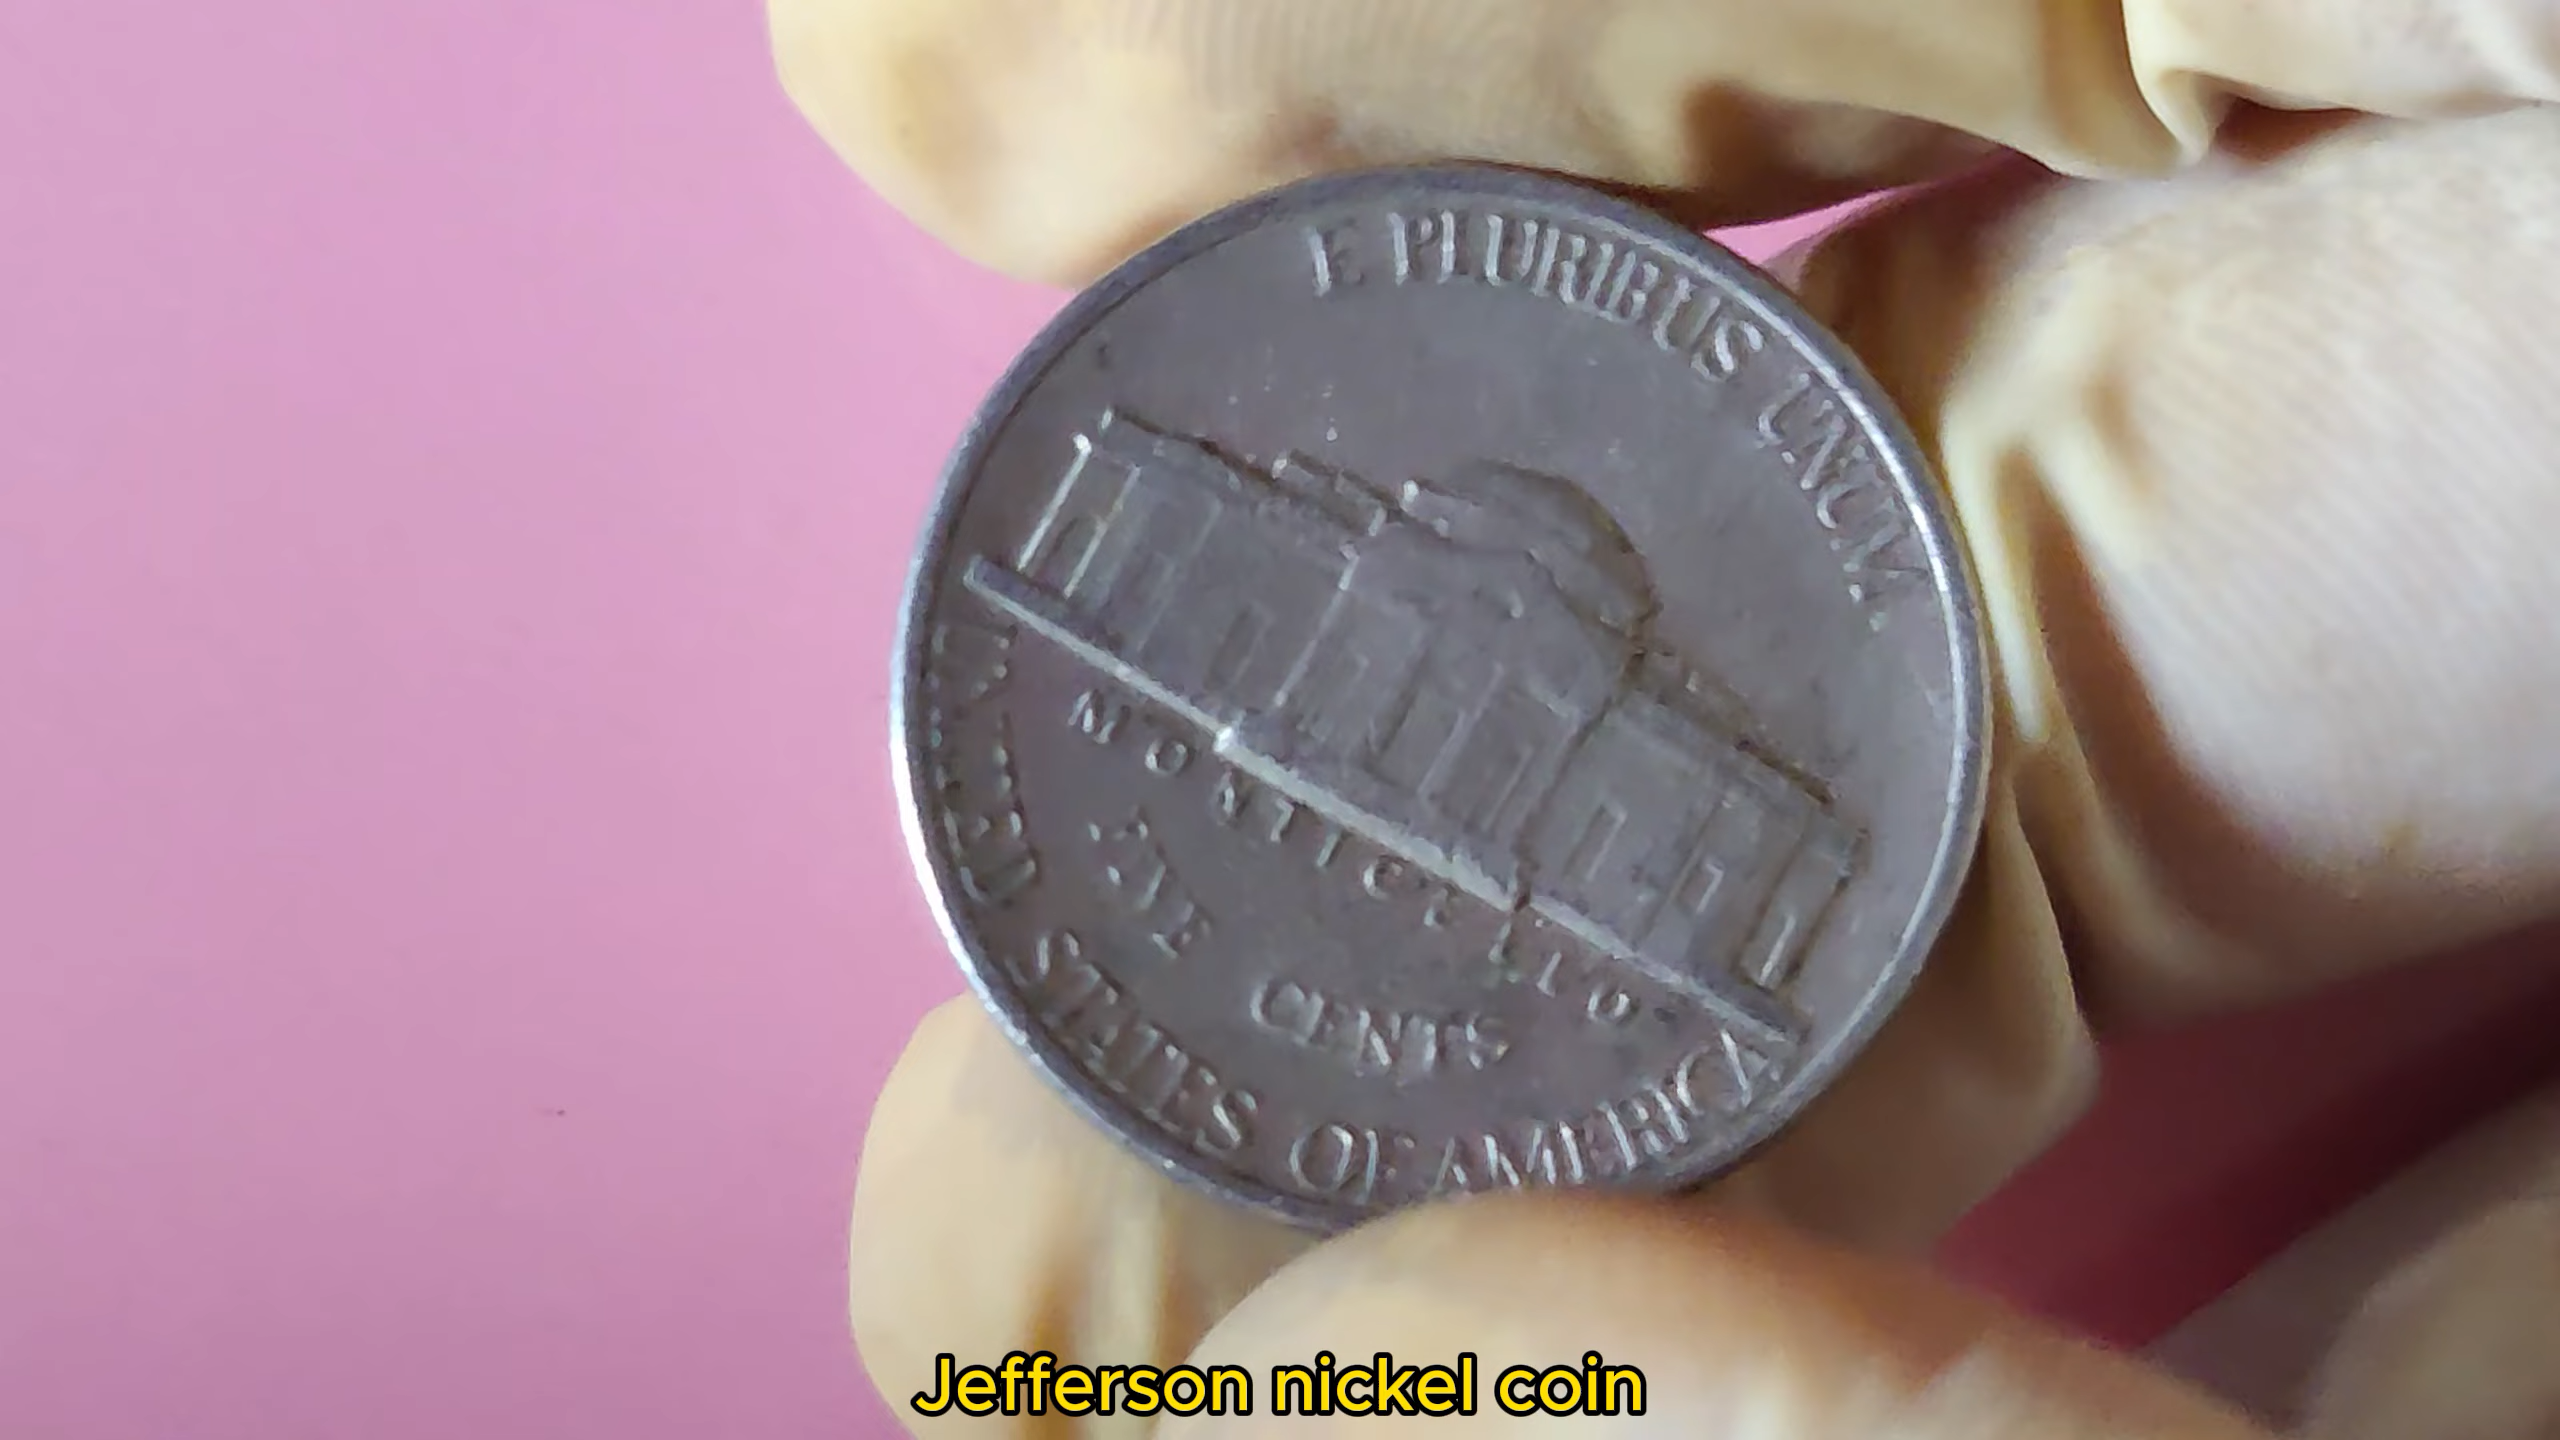 E PLURIBUS UNUM
MONTICELLO
FIVE CENTS
UNITED STATES OF AMERICA
Jefferson nickel coin